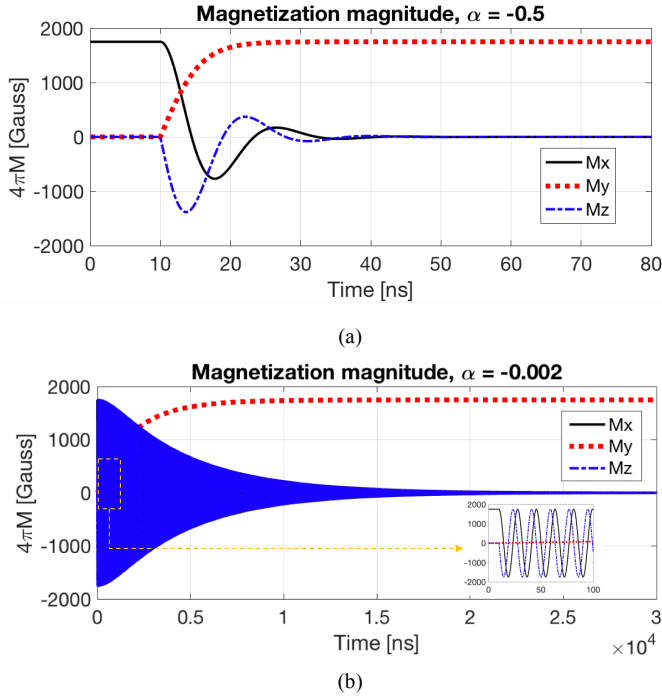 Magnetization magnitude, α = -0.5
4πM [Gauss]
2000
1000
0
-1000
-2000
Mx
My
Mz
0 10 20 30 40 50 60 70 80
Time [ns]
(a)
Magnetization magnitude, α = -0.002
4πM [Gauss]
2000
1000
0
-1000
-2000
Mx
My
Mz
2000
1000
0
-1000
-2000
0 50 100
0 0.5 1 1.5 2 2.5 3
×10⁴
Time [ns]
(b)